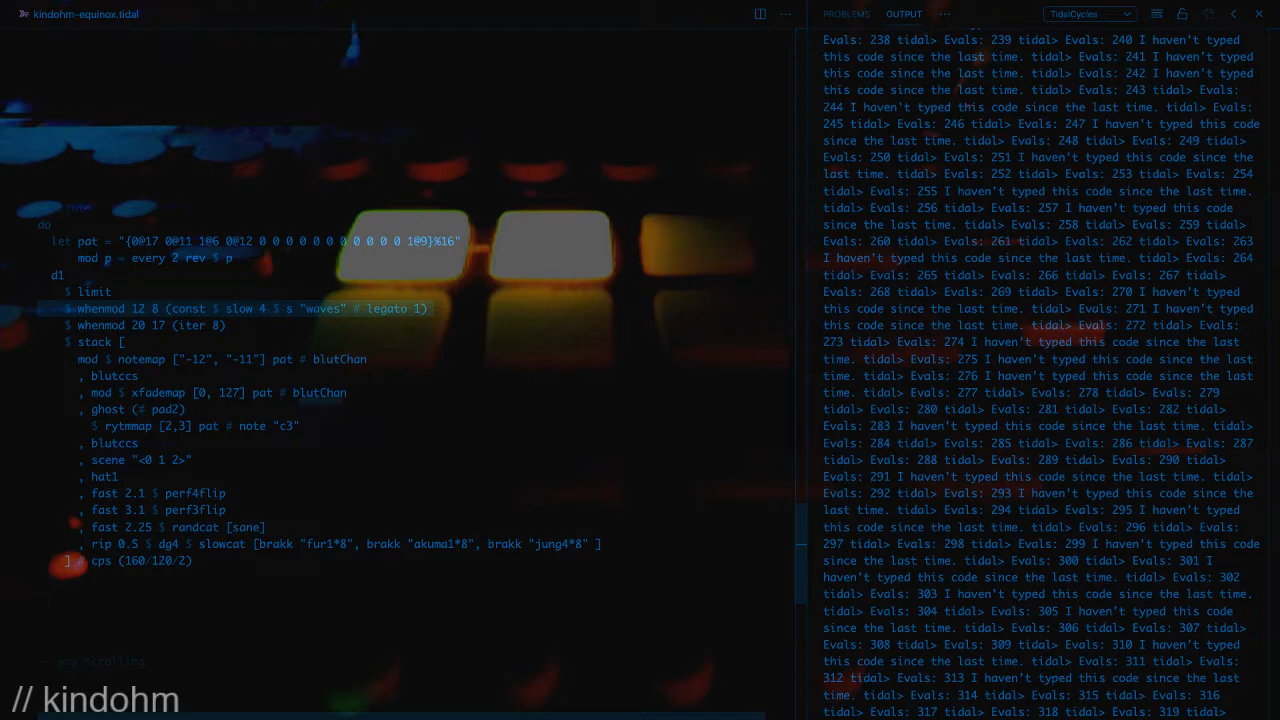 kindohm-equinox.tidal
do
let pat = "{0@17 0@11 1@6 0@12 0 0 0 0 0 0 0 0 0 0 0 1@9}%16"
mod p = every 2 rev $ p
d1
$ limit
$ whenmod 12 8 (const $ slow 4 $ s "waves" # legato 1)
$ whenmod 20 17 (iter 8)
$ stack [
mod $ notemap ["-12", "-11"] pat # blutChan
, blutccs
, mod $ xfademap [0, 127] pat # blutChan
, ghost (# pad2)
$ rytmmap [2,3] pat # note "c3"
, blutccs
, scene "<0 1 2>"
, hat1
, fast 2.1 $ perf4flip
, fast 3.1 $ perf3flip
, fast 2.25 $ randcat [sane]
, rip 0.5 $ dg4 $ slowcat [brakk "fur1*8", brakk "akuma1*8", brakk "jung4*8" ]
] # cps (160/120/2)
-- yay scrolling
// kindohm
PROBLEMS OUTPUT ··· TidalCycles
Evals: 238 tidal> Evals: 239 tidal> Evals: 240 I haven't typed
this code since the last time. tidal> Evals: 241 I haven't typed
this code since the last time. tidal> Evals: 242 I haven't typed
this code since the last time. tidal> Evals: 243 tidal> Evals:
244 I haven't typed this code since the last time. tidal> Evals:
245 tidal> Evals: 246 tidal> Evals: 247 I haven't typed this code
since the last time. tidal> Evals: 248 tidal> Evals: 249 tidal>
Evals: 250 tidal> Evals: 251 I haven't typed this code since the
last time. tidal> Evals: 252 tidal> Evals: 253 tidal> Evals: 254
tidal> Evals: 255 I haven't typed this code since the last time.
tidal> Evals: 256 tidal> Evals: 257 I haven't typed this code
since the last time. tidal> Evals: 258 tidal> Evals: 259 tidal>
Evals: 260 tidal> Evals: 261 tidal> Evals: 262 tidal> Evals: 263
I haven't typed this code since the last time. tidal> Evals: 264
tidal> Evals: 265 tidal> Evals: 266 tidal> Evals: 267 tidal>
Evals: 268 tidal> Evals: 269 tidal> Evals: 270 I haven't typed
this code since the last time. tidal> Evals: 271 I haven't typed
this code since the last time. tidal> Evals: 272 tidal> Evals:
273 tidal> Evals: 274 I haven't typed this code since the last
time. tidal> Evals: 275 I haven't typed this code since the last
time. tidal> Evals: 276 I haven't typed this code since the last
time. tidal> Evals: 277 tidal> Evals: 278 tidal> Evals: 279
tidal> Evals: 280 tidal> Evals: 281 tidal> Evals: 282 tidal>
Evals: 283 I haven't typed this code since the last time. tidal>
Evals: 284 tidal> Evals: 285 tidal> Evals: 286 tidal> Evals: 287
tidal> Evals: 288 tidal> Evals: 289 tidal> Evals: 290 tidal>
Evals: 291 I haven't typed this code since the last time. tidal>
Evals: 292 tidal> Evals: 293 I haven't typed this code since the
last time. tidal> Evals: 294 tidal> Evals: 295 I haven't typed
this code since the last time. tidal> Evals: 296 tidal> Evals:
297 tidal> Evals: 298 tidal> Evals: 299 I haven't typed this code
since the last time. tidal> Evals: 300 tidal> Evals: 301 I
haven't typed this code since the last time. tidal> Evals: 302
tidal> Evals: 303 I haven't typed this code since the last time.
tidal> Evals: 304 tidal> Evals: 305 I haven't typed this code
since the last time. tidal> Evals: 306 tidal> Evals: 307 tidal>
Evals: 308 tidal> Evals: 309 tidal> Evals: 310 I haven't typed
this code since the last time. tidal> Evals: 311 tidal> Evals:
312 tidal> Evals: 313 I haven't typed this code since the last
time. tidal> Evals: 314 tidal> Evals: 315 tidal> Evals: 316
tidal> Evals: 317 tidal> Evals: 318 tidal> Evals: 319 tidal>